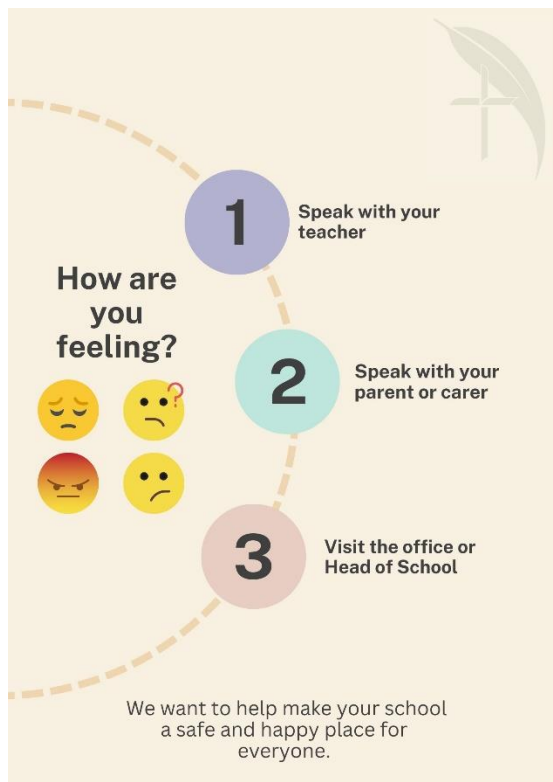 How are
you
feeling?
?
1
Speak with your
teacher
2
Speak with your
parent or carer
3
Visit the office or
Head of School
We want to help make your school
a safe and happy place for
everyone.